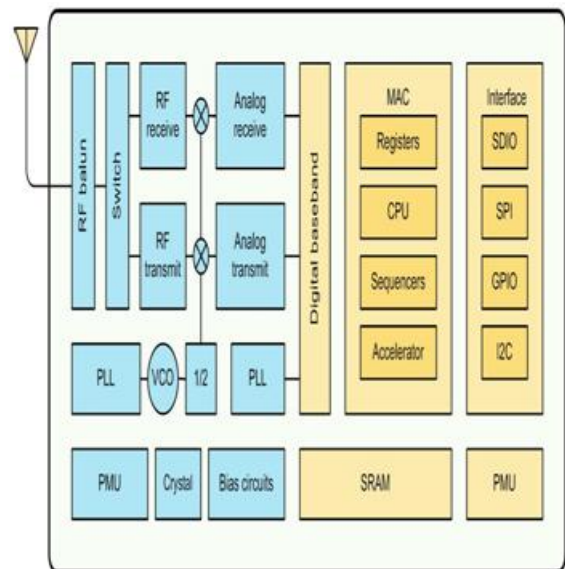 RF balun
Switch
RF
receive
Analog
receive
RF
transmit
Analog
transmit
Digital baseband
MAC
Registers
CPU
Sequencers
Accelerator
Interface
SDIO
SPI
GPIO
I2C
PLL
VCO
1/2
PLL
PMU
Crystal
Bias circuits
SRAM
PMU